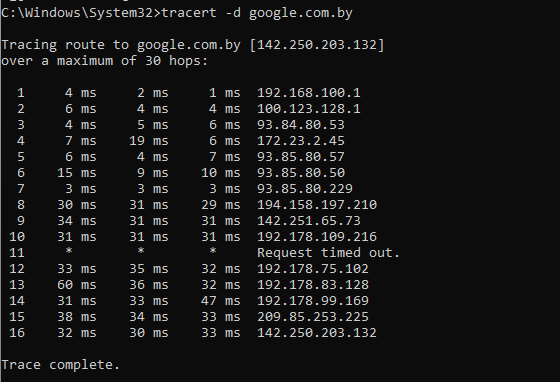 C:\Windows\System32>tracert -d google.com.by
Tracing route to google.com.by [142.250.203.132]
over a maximum of 30 hops:
1 4 ms 2 ms 1 ms 192.168.100.1
2 6 ms 4 ms 4 ms 100.123.128.1
3 4 ms 5 ms 6 ms 93.84.80.53
4 7 ms 19 ms 6 ms 172.23.2.45
5 6 ms 4 ms 7 ms 93.85.80.57
6 15 ms 9 ms 10 ms 93.85.80.50
7 3 ms 3 ms 3 ms 93.85.80.229
8 30 ms 31 ms 29 ms 194.158.197.210
9 34 ms 31 ms 31 ms 142.251.65.73
10 31 ms 31 ms 31 ms 192.178.109.216
11 * * * Request timed out.
12 33 ms 35 ms 32 ms 192.178.75.102
13 60 ms 36 ms 32 ms 192.178.83.128
14 31 ms 33 ms 47 ms 192.178.99.169
15 38 ms 34 ms 33 ms 209.85.253.225
16 32 ms 30 ms 33 ms 142.250.203.132
Trace complete.